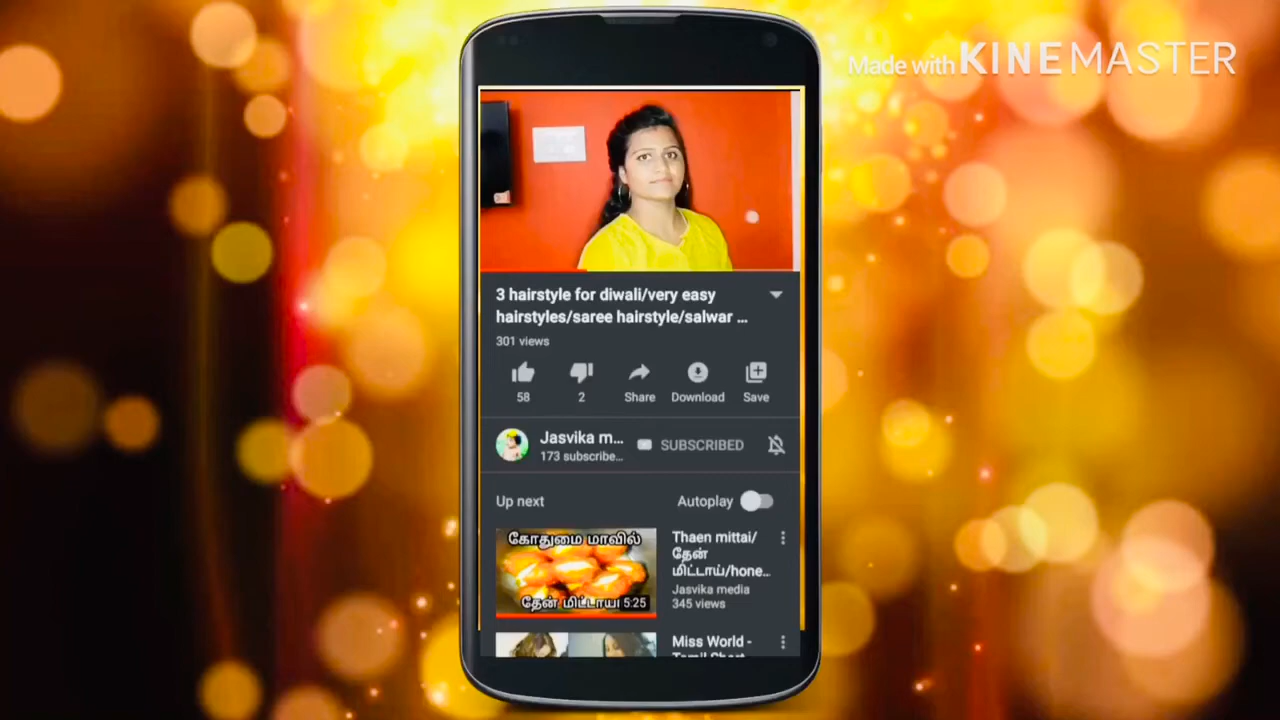 Made with KINEMASTER
3 hairstyle for diwali/very easy
hairstyles/saree hairstyle/salwar ...
301 views
58
2
Share
Download
Save
Jasvika m...
SUBSCRIBED
173 subscribe...
Up next
Autoplay
கோதுமை மாவில்
தேன் மிட்டாய்
5:25
Thaen mittai/
தேன்
மிட்டாய்/hone...
Jasvika media
345 views
Miss World -
Tamil Short